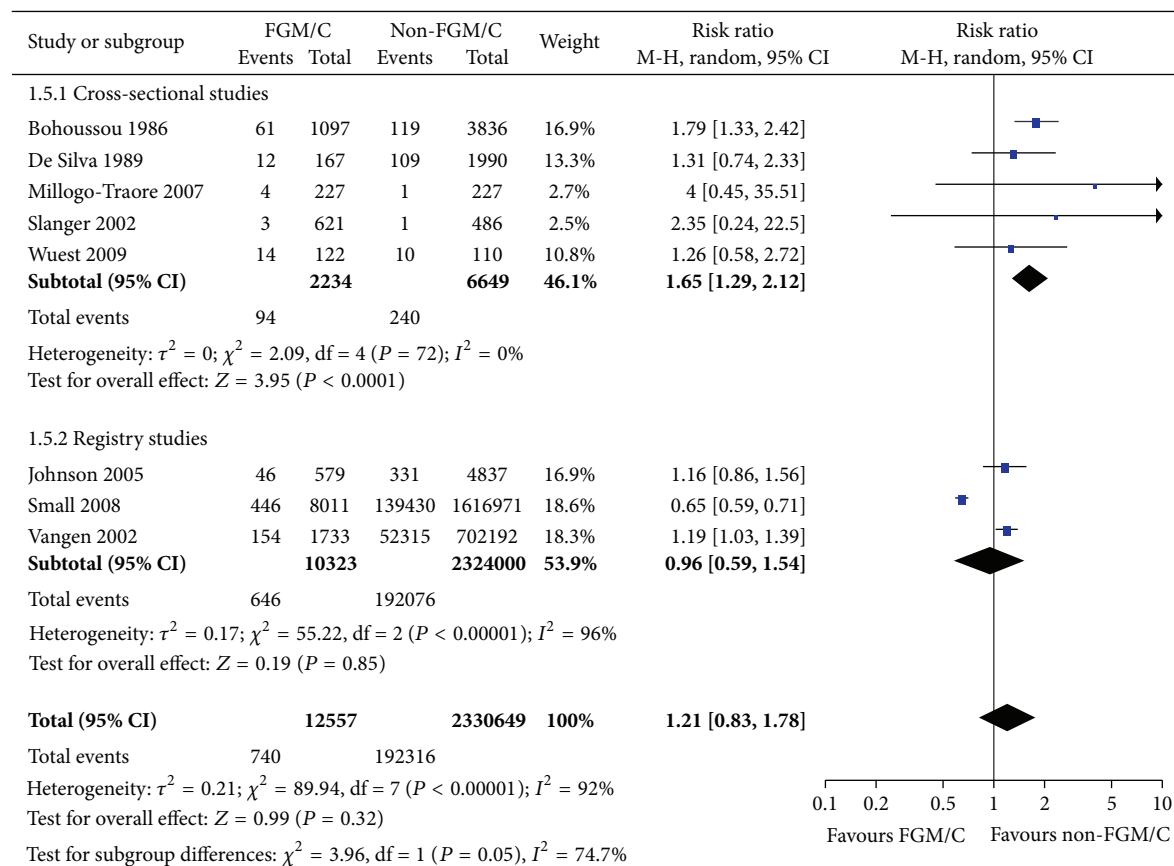 Study or subgroup FGM/C Non-FGM/C Weight Risk ratio Risk ratio
Events Total Events Total M-H, random, 95% CI M-H, random, 95% CI
1.5.1 Cross-sectional studies
Bohoussou 1986 61 1097 119 3836 16.9% 1.79 [1.33, 2.42]
De Silva 1989 12 167 109 1990 13.3% 1.31 [0.74, 2.33]
Millogo-Traore 2007 4 227 1 227 2.7% 4 [0.45, 35.51]
Slanger 2002 3 621 1 486 2.5% 2.35 [0.24, 22.5]
Wuest 2009 14 122 10 110 10.8% 1.26 [0.58, 2.72]
Subtotal (95% CI) 2234 6649 46.1% 1.65 [1.29, 2.12]
Total events 94 240
Heterogeneity: τ² = 0; χ² = 2.09, df = 4 (P = 72); I² = 0%
Test for overall effect: Z = 3.95 (P < 0.0001)
1.5.2 Registry studies
Johnson 2005 46 579 331 4837 16.9% 1.16 [0.86, 1.56]
Small 2008 446 8011 139430 1616971 18.6% 0.65 [0.59, 0.71]
Vangen 2002 154 1733 52315 702192 18.3% 1.19 [1.03, 1.39]
Subtotal (95% CI) 10323 2324000 53.9% 0.96 [0.59, 1.54]
Total events 646 192076
Heterogeneity: τ² = 0.17; χ² = 55.22, df = 2 (P < 0.00001); I² = 96%
Test for overall effect: Z = 0.19 (P = 0.85)
Total (95% CI) 12557 2330649 100% 1.21 [0.83, 1.78]
Total events 740 192316
Heterogeneity: τ² = 0.21; χ² = 89.94, df = 7 (P < 0.00001); I² = 92%
Test for overall effect: Z = 0.99 (P = 0.32)
Test for subgroup differences: χ² = 3.96, df = 1 (P = 0.05), I² = 74.7%
0.1 0.2 0.5 1 2 5 10
Favours FGM/C Favours non-FGM/C